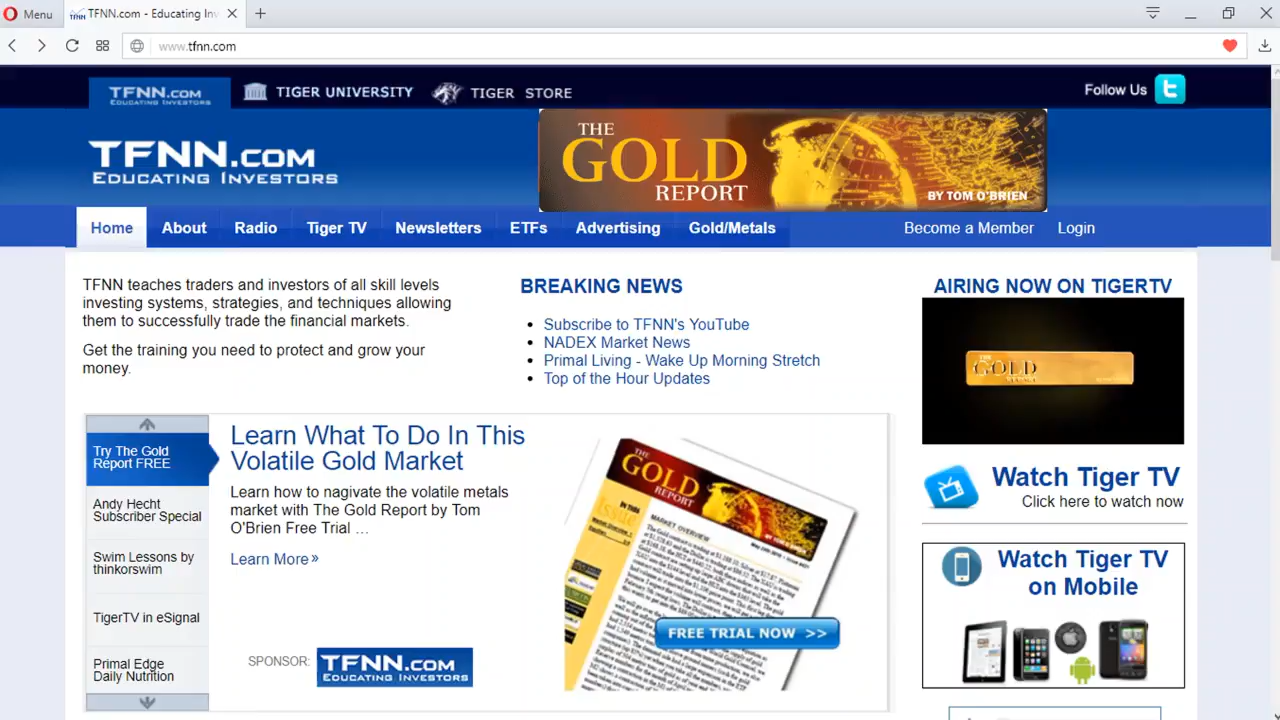 Menu
TFNN.com - Educating Inv
www.tfnn.com
TFNN.COM
EDUCATING INVESTORS
TIGER UNIVERSITY
TIGER STORE
Follow Us
TFNN.COM
EDUCATING INVESTORS
THE
GOLD
REPORT
BY TOM O'BRIEN
Home
About
Radio
Tiger TV
Newsletters
ETFs
Advertising
Gold/Metals
Become a Member
Login
TFNN teaches traders and investors of all skill levels
investing systems, strategies, and techniques allowing
them to successfully trade the financial markets.
Get the training you need to protect and grow your
money.
BREAKING NEWS
Subscribe to TFNN's YouTube
NADEX Market News
Primal Living - Wake Up Morning Stretch
Top of the Hour Updates
AIRING NOW ON TIGERTV
THE
GOLD
Watch Tiger TV
Click here to watch now
Watch Tiger TV
on Mobile
Try The Gold
Report FREE
Andy Hecht
Subscriber Special
Swim Lessons by
thinkorswim
TigerTV in eSignal
Primal Edge
Daily Nutrition
Learn What To Do In This
Volatile Gold Market
Learn how to nagivate the volatile metals
market with The Gold Report by Tom
O'Brien Free Trial …
Learn More »
SPONSOR:
TFNN.COM
EDUCATING INVESTORS
THE
GOLD
REPORT
MARKET OVERVIEW
FREE TRIAL NOW >>